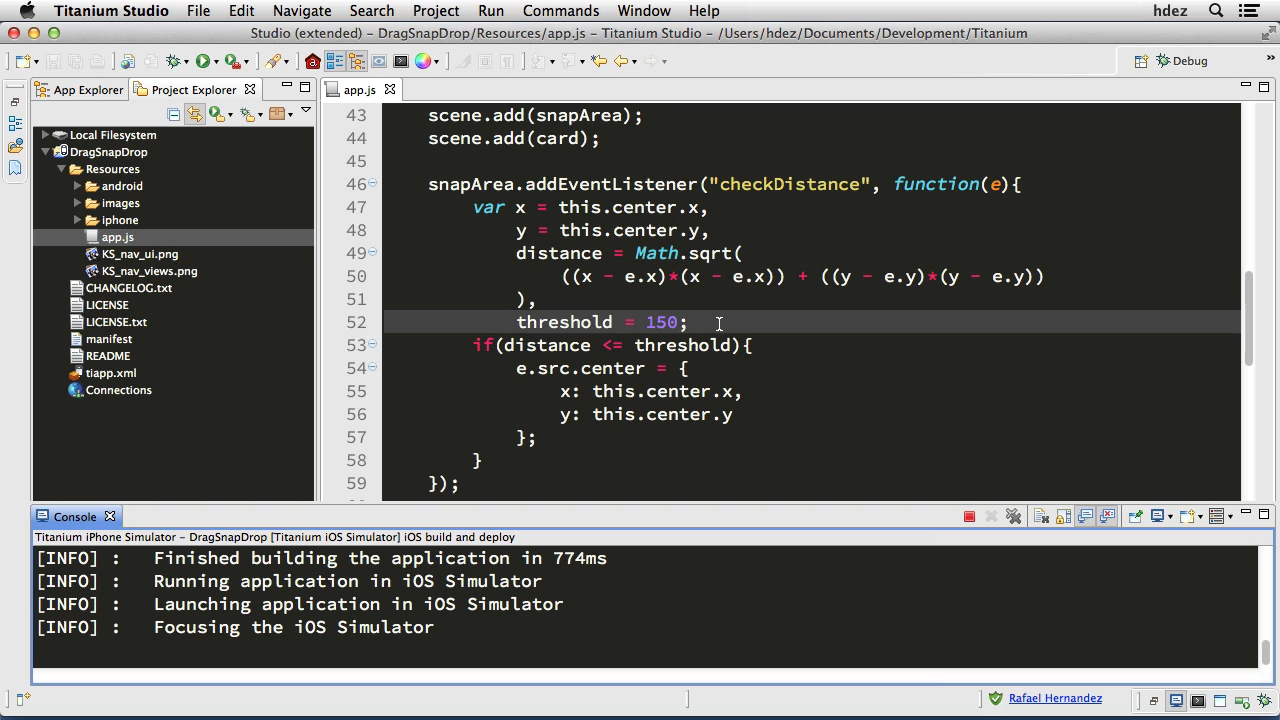 Titanium Studio File Edit Navigate Search Project Run Commands Window Help hdez
Studio (extended) – DragSnapDrop/Resources/app.js – Titanium Studio – /Users/hdez/Documents/Development/Titanium
Debug
App Explorer
Project Explorer
app.js
Local Filesystem
DragSnapDrop
Resources
android
images
iphone
app.js
KS_nav_ui.png
KS_nav_views.png
CHANGELOG.txt
LICENSE
LICENSE.txt
manifest
README
tiapp.xml
Connections
43 scene.add(snapArea);
44 scene.add(card);
45
46 snapArea.addEventListener("checkDistance", function(e){
47 var x = this.center.x,
48 y = this.center.y,
49 distance = Math.sqrt(
50 ((x - e.x)*(x - e.x)) + ((y - e.y)*(y - e.y))
51 ),
52 threshold = 150;
53 if(distance <= threshold){
54 e.src.center = {
55 x: this.center.x,
56 y: this.center.y
57 };
58 }
59 });
Console
Titanium iPhone Simulator – DragSnapDrop [Titanium iOS Simulator] iOS build and deploy
[INFO] : Finished building the application in 774ms
[INFO] : Running application in iOS Simulator
[INFO] : Launching application in iOS Simulator
[INFO] : Focusing the iOS Simulator
Rafael Hernandez